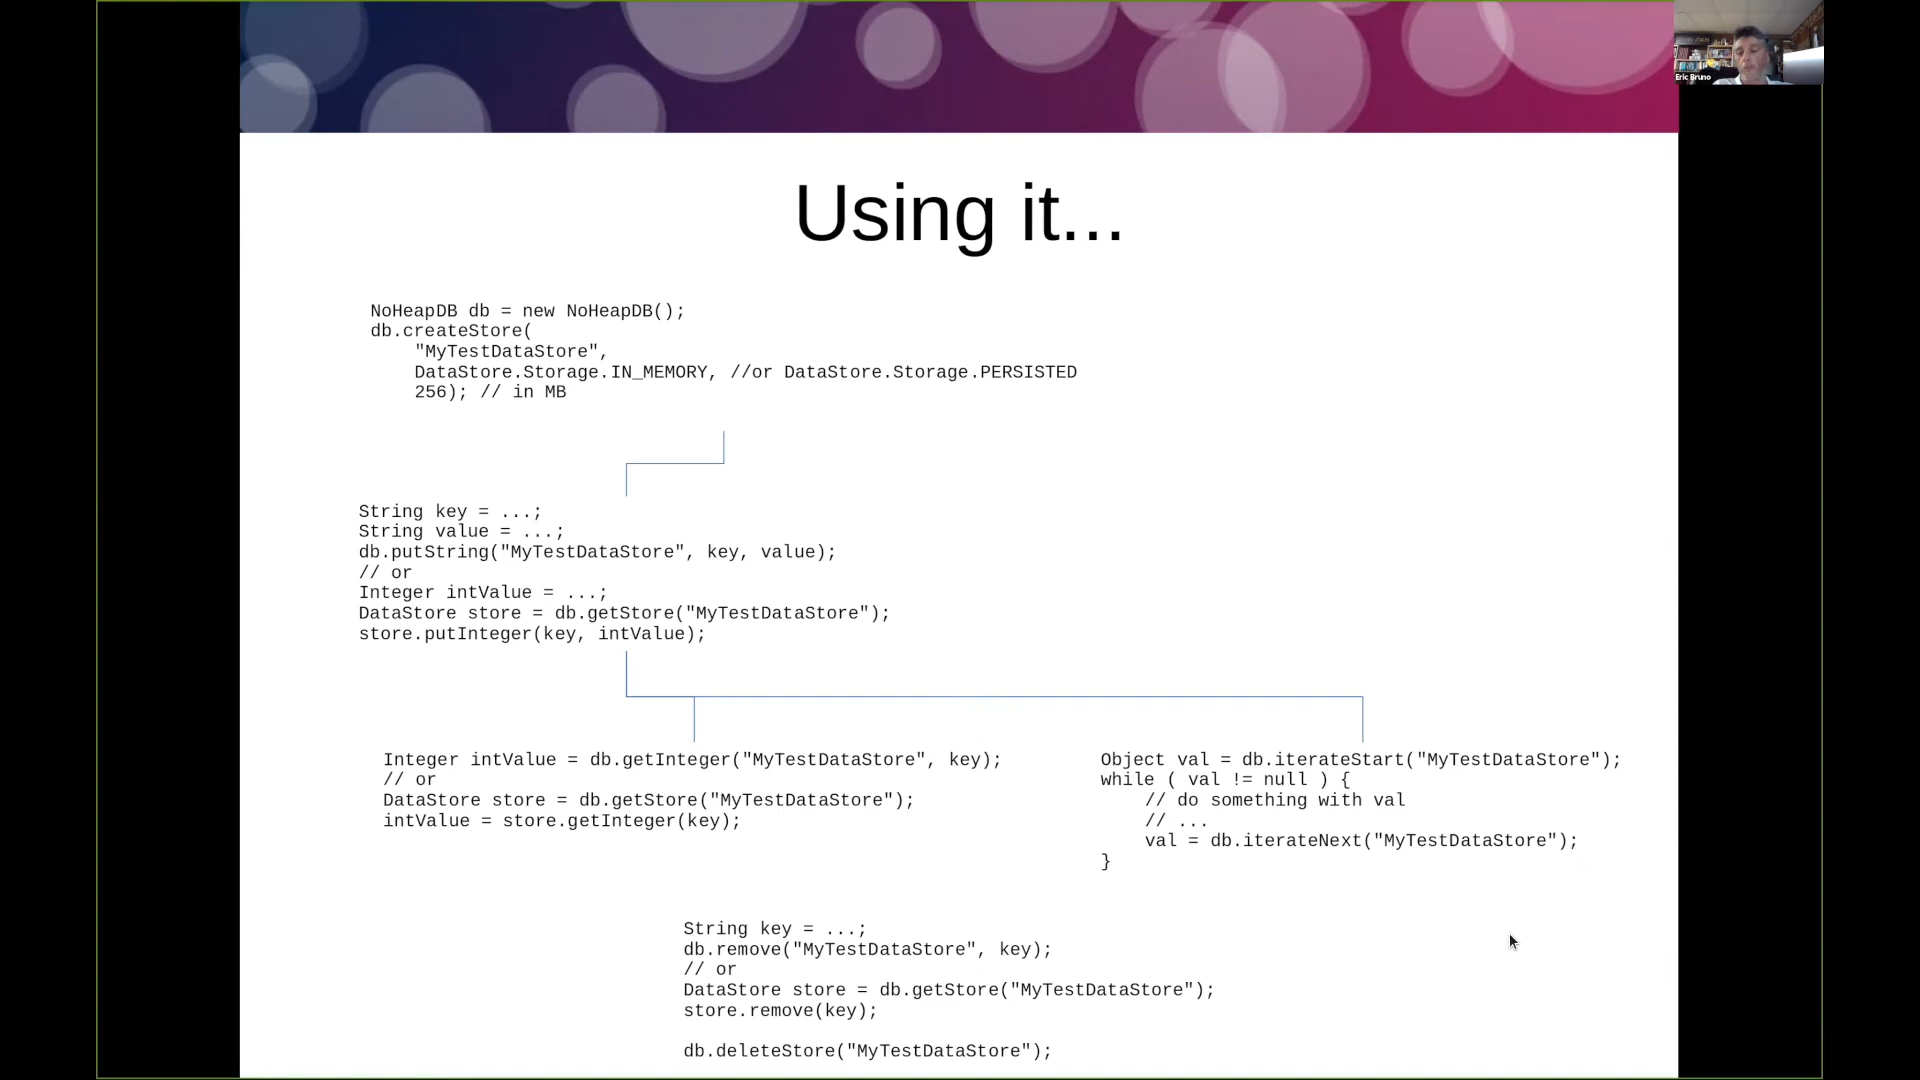 Eric Bruno
Using it...
NoHeapDB db = new NoHeapDB();
db.createStore(
"MyTestDataStore",
DataStore.Storage.IN_MEMORY, //or DataStore.Storage.PERSISTED
256); // in MB
String key = ...;
String value = ...;
db.putString("MyTestDataStore", key, value);
// or
Integer intValue = ...;
DataStore store = db.getStore("MyTestDataStore");
store.putInteger(key, intValue);
Integer intValue = db.getInteger("MyTestDataStore", key);
// or
DataStore store = db.getStore("MyTestDataStore");
intValue = store.getInteger(key);
Object val = db.iterateStart("MyTestDataStore");
while ( val != null ) {
// do something with val
// ...
val = db.iterateNext("MyTestDataStore");
}
String key = ...;
db.remove("MyTestDataStore", key);
// or
DataStore store = db.getStore("MyTestDataStore");
store.remove(key);
db.deleteStore("MyTestDataStore");